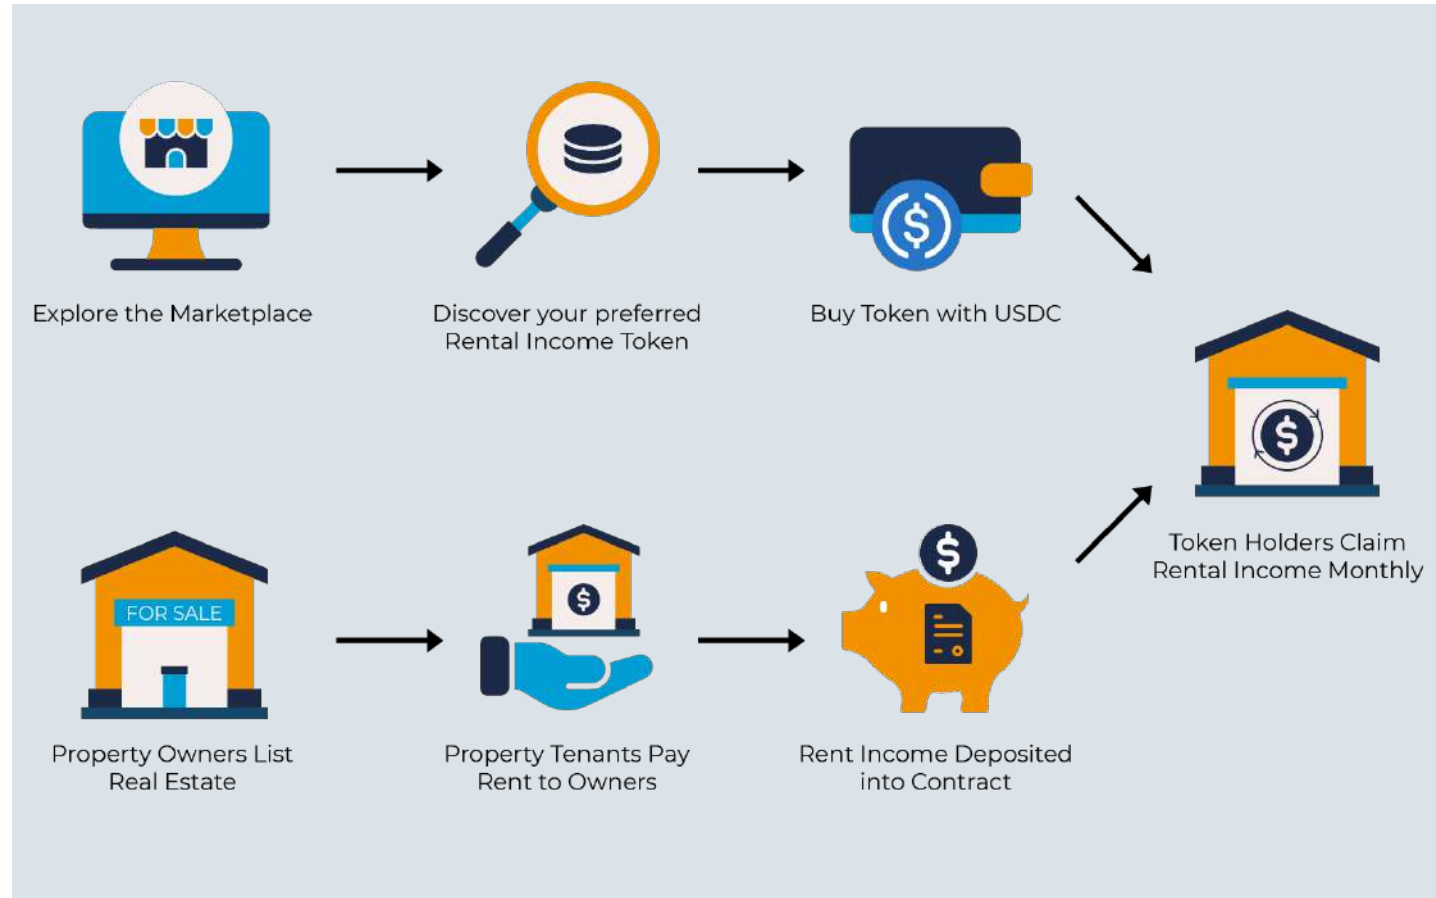 Explore the Marketplace
Discover your preferred
Rental Income Token
Buy Token with USDC
$
$
Token Holders Claim
Rental Income Monthly
FOR SALE
Property Owners List
Real Estate
$
Property Tenants Pay
Rent to Owners
$
Rent Income Deposited
into Contract